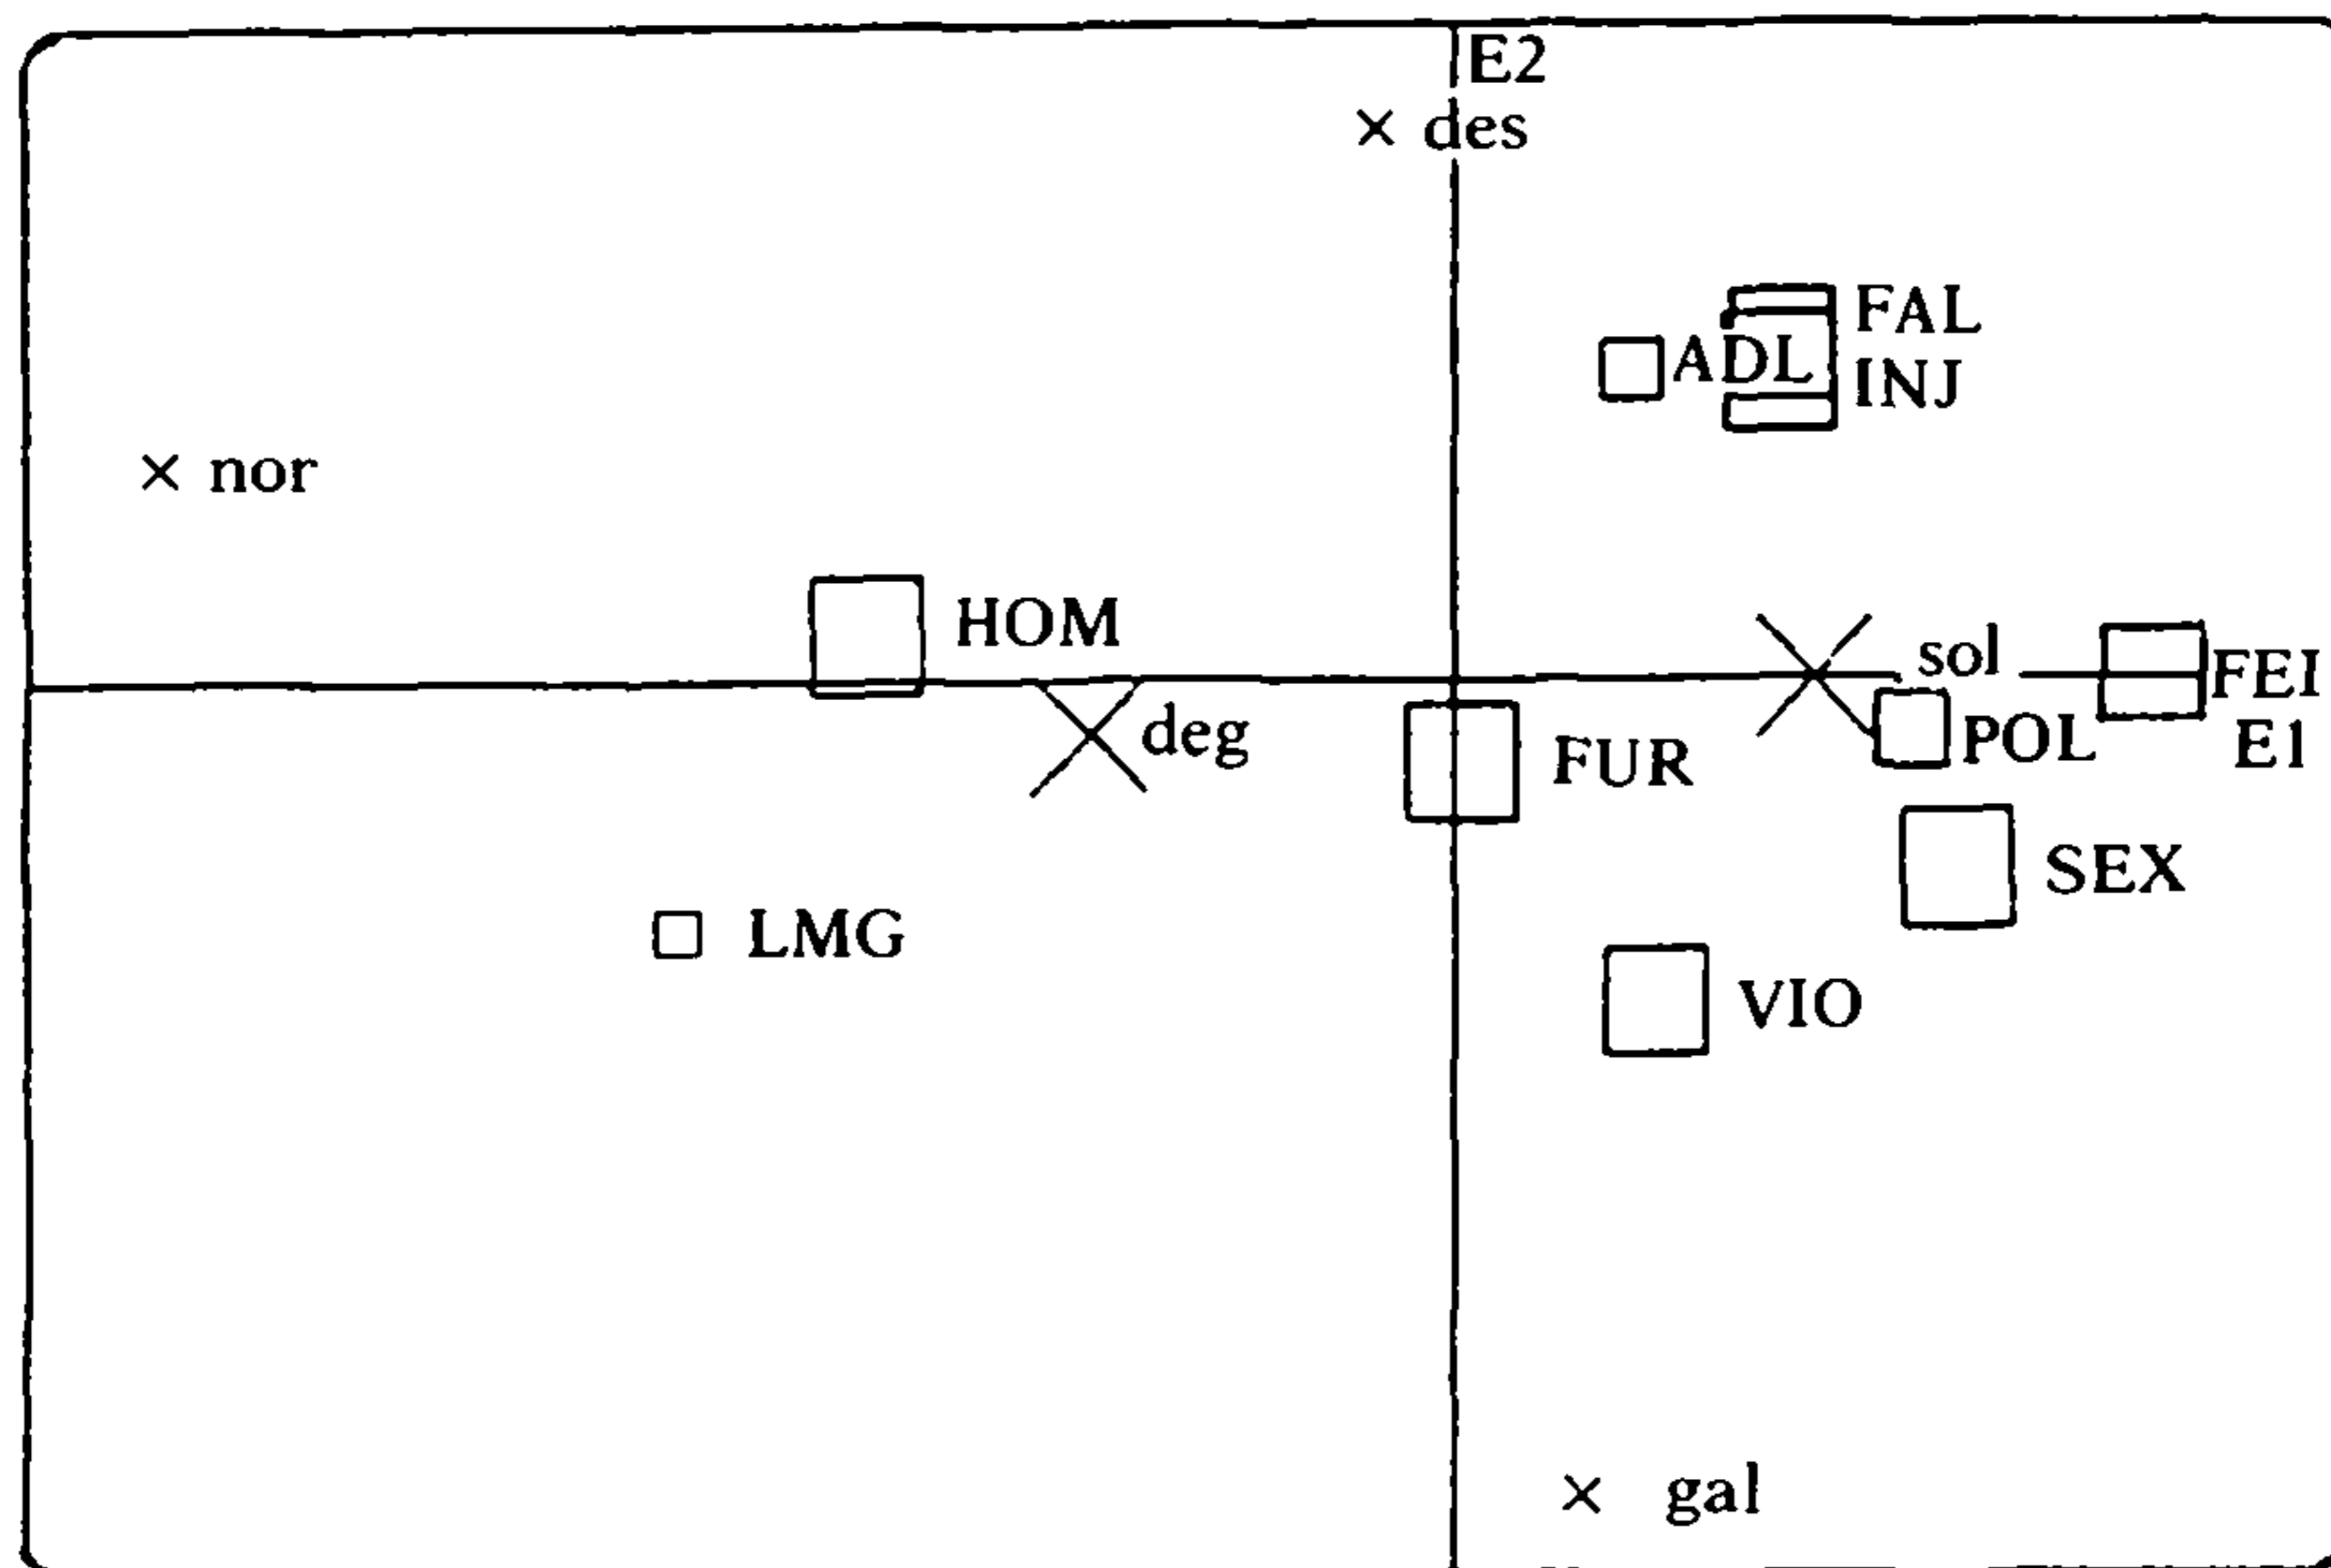 E2
des
FAL
ADL
INJ
nor
HOM
sol
FEI
deg
FUR
POL
E1
SEX
LMG
VIO
gal